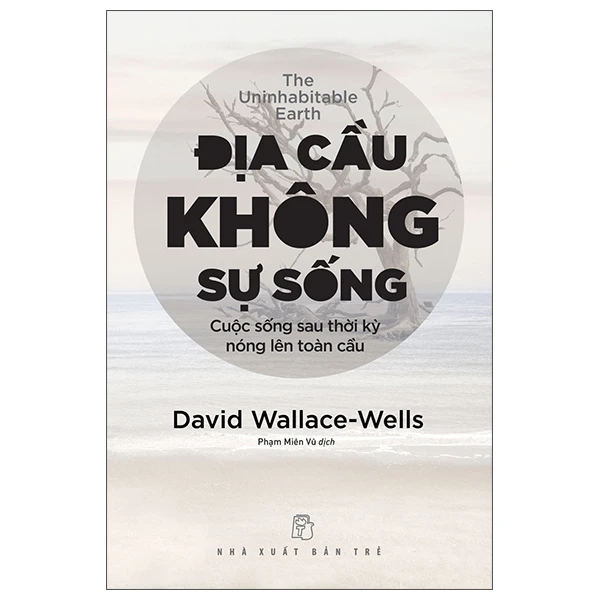 The
Uninhabitable
Earth
ĐỊA CẦU
KHÔNG
SỰ SỐNG
Cuộc sống sau thời kỳ
nóng lên toàn cầu
David Wallace-Wells
Phạm Miên Vũ dịch
NHÀ XUẤT BẢN TRẺ